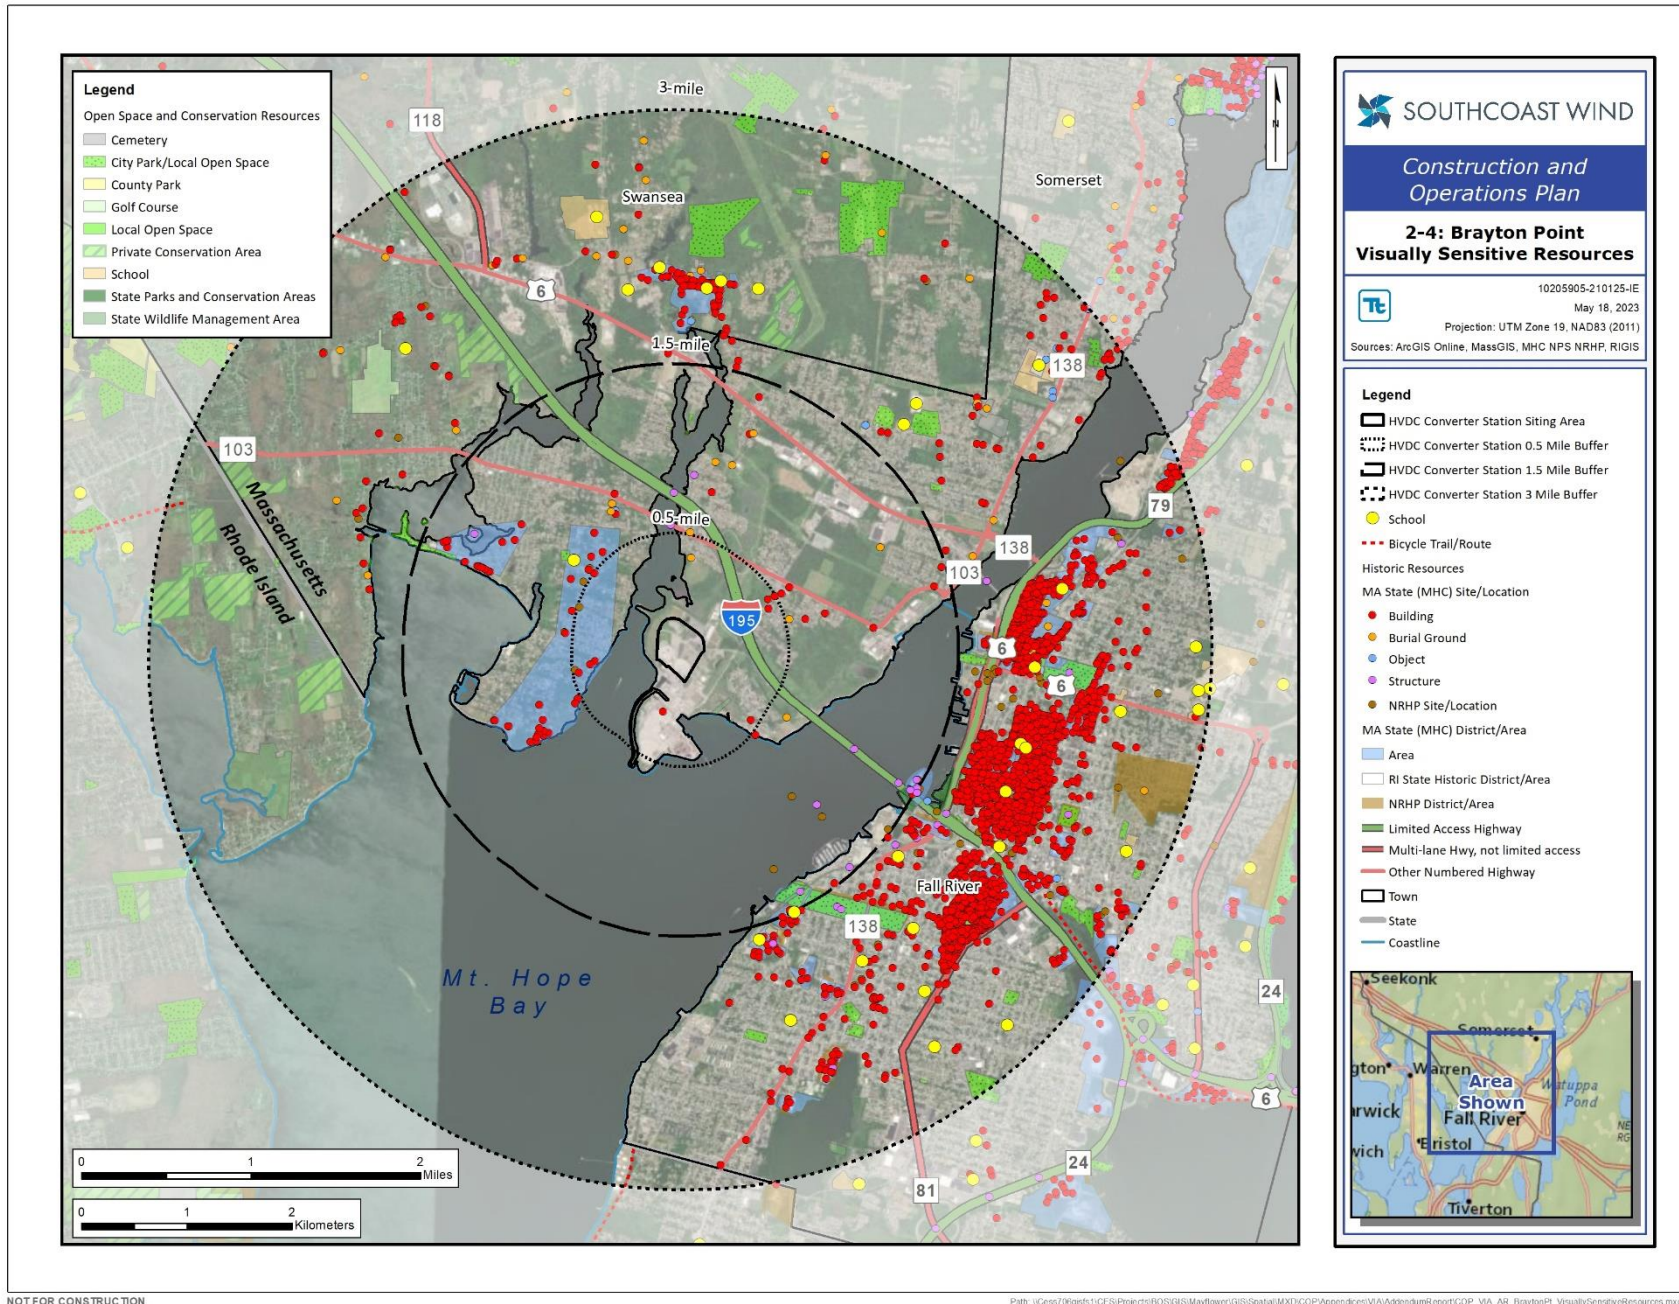 Legend
Open Space and Conservation Resources
Cemetery
City Park/Local Open Space
County Park
Golf Course
Local Open Space
Private Conservation Area
School
State Parks and Conservation Areas
State Wildlife Management Area
3-mile
118
N
Swansea
Somerset
6
1.5-mile
138
103
Massachusetts
Rhode Island
0.5-mile
79
138
103
195
6
6
Fall River
138
Mt. Hope
Bay
24
6
24
81
0 1 2
Miles
0 1 2
Kilometers
SOUTHCOAST WIND
Construction and
Operations Plan
2-4: Brayton Point
Visually Sensitive Resources
Tt
10205905-210125-IE
May 18, 2023
Projection: UTM Zone 19, NAD83 (2011)
Sources: ArcGIS Online, MassGIS, MHC NPS NRHP, RIGIS
Legend
HVDC Converter Station Siting Area
HVDC Converter Station 0.5 Mile Buffer
HVDC Converter Station 1.5 Mile Buffer
HVDC Converter Station 3 Mile Buffer
School
Bicycle Trail/Route
Historic Resources
MA State (MHC) Site/Location
Building
Burial Ground
Object
Structure
NRHP Site/Location
MA State (MHC) District/Area
Area
RI State Historic District/Area
NRHP District/Area
Limited Access Highway
Multi-lane Hwy, not limited access
Other Numbered Highway
Town
State
Coastline
Seekonk
Somerset
gton
Warren
Area
Shown
Watuppa
Pond
arwick
Fall River
Bristol
wich
NE
RG
Tiverton
NOT FOR CONSTRUCTION